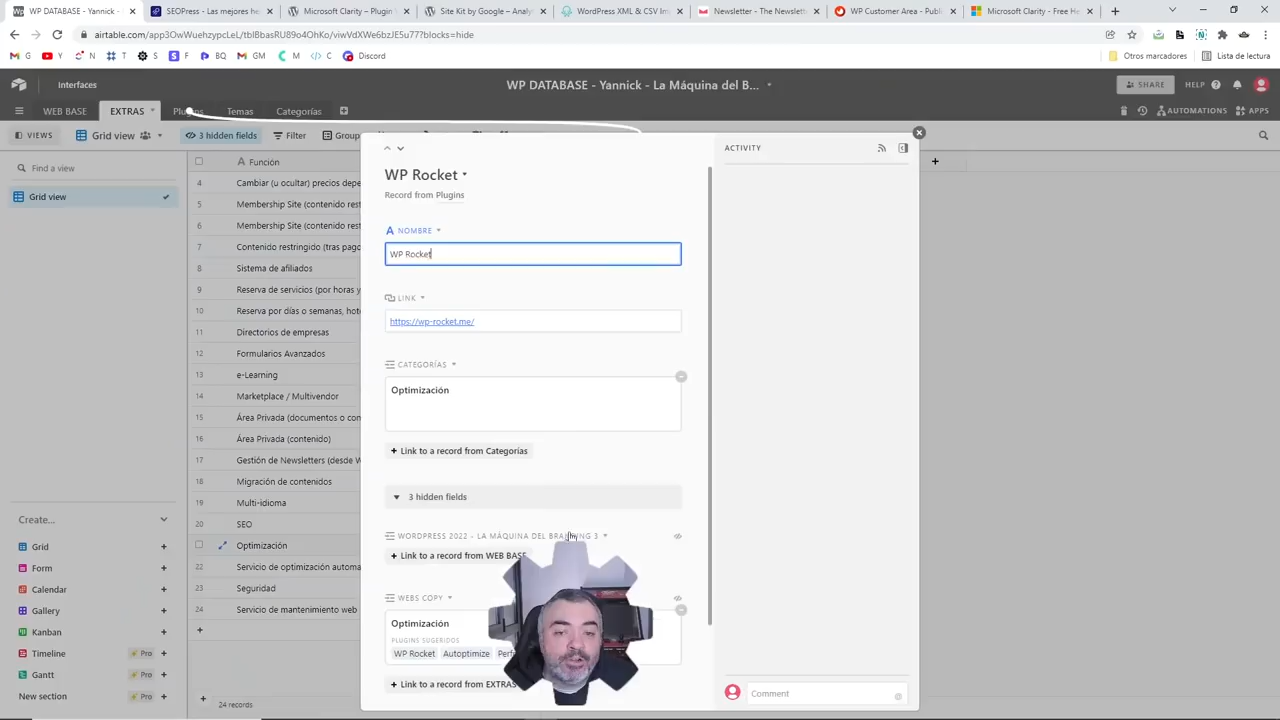 WP DATABASE - Yannick - La
SEOPress - Las mejores he
Microsoft Clarity – Plugin
Site Kit by Google – Analy
WordPress XML & CSV Im
Newsletter - The Newslette
WP Customer Area - Publi
Microsoft Clarity - Free He
airtable.com/app3OwWuehzypcLeL/tblBbasRU89o4OhKo/viwVdXWe6bzJE5u77?blocks=hide
G
Y
N
T
S
F
BQ
GM
M
C
Discord
Otros marcadores
Lista de lectura
Interfaces
WP DATABASE - Yannick - La Máquina del B...
SHARE
HELP
WEB BASE
EXTRAS
Plugins
Temas
Categorías
AUTOMATIONS
APPS
VIEWS
Grid view
3 hidden fields
Filter
Group
Find a view
Grid view
Create...
Grid
Form
Calendar
Gallery
Kanban
Timeline
Pro
Gantt
Pro
New section
Pro
A Función
4 Cambiar (u ocultar) precios depe
5 Membership Site (contenido restri
6 Membership Site (contenido restri
7 Contenido restringido (tras pago
8 Sistema de afiliados
9 Reserva de servicios (por horas y
10 Reserva por días o semanas, hote
11 Directorios de empresas
12 Formularios Avanzados
13 e-Learning
14 Marketplace / Multivendor
15 Área Privada (documentos o con
16 Área Privada (contenido)
17 Gestión de Newsletters (desde W
18 Migración de contenidos
19 Multi-idioma
20 SEO
Optimización
22 Servicio de optimización automa
23 Seguridad
24 Servicio de mantenimiento web
24 records
WP Rocket
Record from Plugins
A NOMBRE
WP Rocket
LINK
https://wp-rocket.me/
CATEGORÍAS
Optimización
+ Link to a record from Categorías
3 hidden fields
WORDPRESS 2022 - LA MÁQUINA DEL BRANDING 3
+ Link to a record from WEB BASE
WEBS COPY
Optimización
PLUGINS SUGERIDOS
WP Rocket
Autoptimize
Perf
+ Link to a record from EXTRAS
ACTIVITY
Comment
@